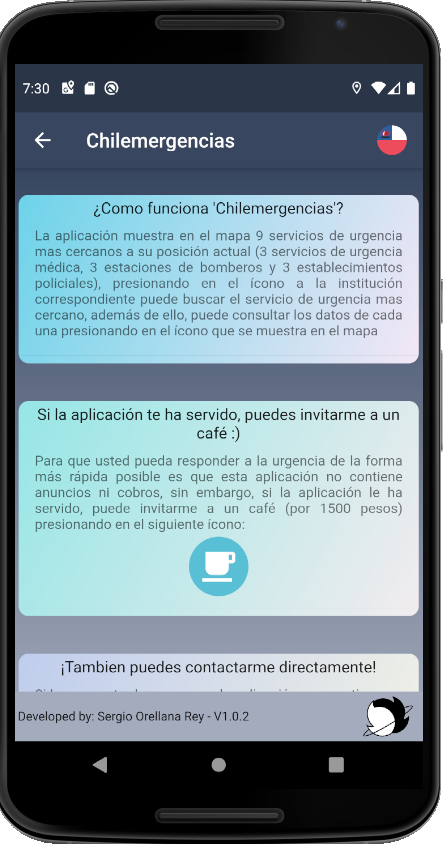 7:30
Chilemergencias
¿Como funciona 'Chilemergencias'?
La aplicación muestra en el mapa 9 servicios de urgencia
mas cercanos a su posición actual (3 servicios de urgencia
médica, 3 estaciones de bomberos y 3 establecimientos
policiales), presionando en el ícono a la institución
correspondiente puede buscar el servicio de urgencia mas
cercano, además de ello, puede consultar los datos de cada
una presionando en el ícono que se muestra en el mapa
Si la aplicación te ha servido, puedes invitarme a un
café :)
Para que usted pueda responder a la urgencia de la forma
más rápida posible es que esta aplicación no contiene
anuncios ni cobros, sin embargo, si la aplicación le ha
servido, puede invitarme a un café (por 1500 pesos)
presionando en el siguiente ícono:
¡Tambien puedes contactarme directamente!
Developed by: Sergio Orellana Rey - V1.0.2